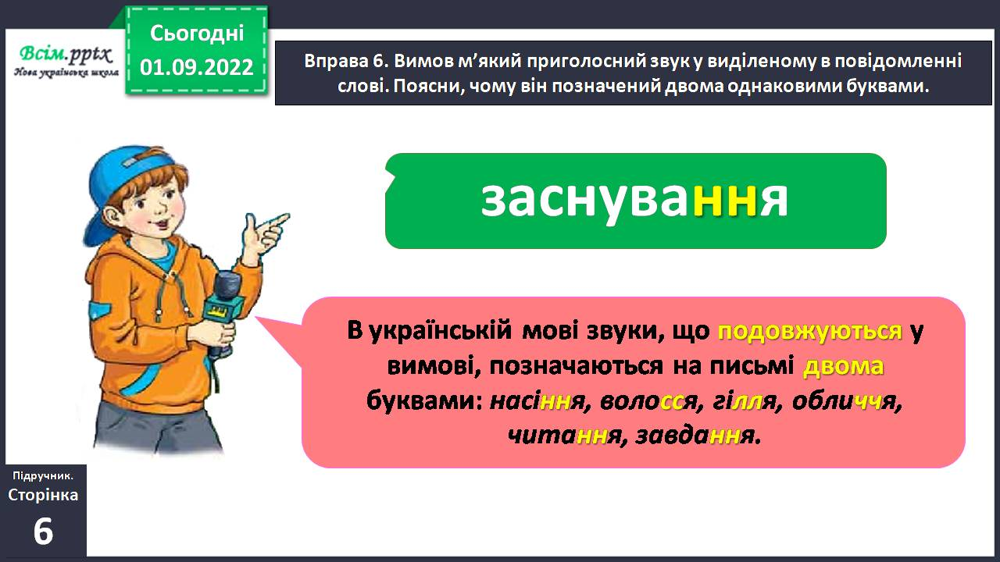 Сьогодні
01.09.2022
Всім.pptx
Нова українська школа
Вправа 6. Вимов м’який приголосний звук у виділеному в повідомленні
слові. Поясни, чому він позначений двома однаковими буквами.
заснування
В українській мові звуки, що подовжуються у
вимові, позначаються на письмі двома
буквами: насіння, волосся, гілля, обличчя,
читання, завдання.
Підручник.
Сторінка
6